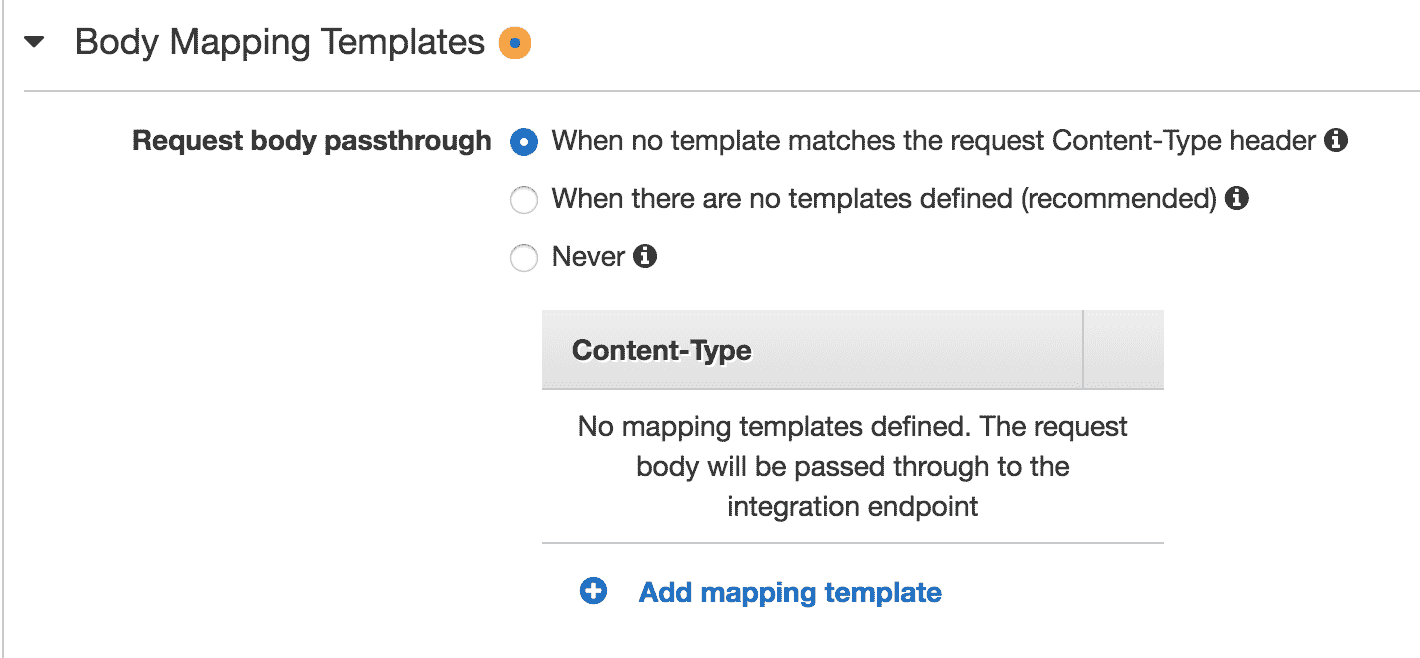 Body Mapping Templates
Request body passthrough
When no template matches the request Content-Type header
When there are no templates defined (recommended)
Never
Content-Type
No mapping templates defined. The request
body will be passed through to the
integration endpoint
Add mapping template